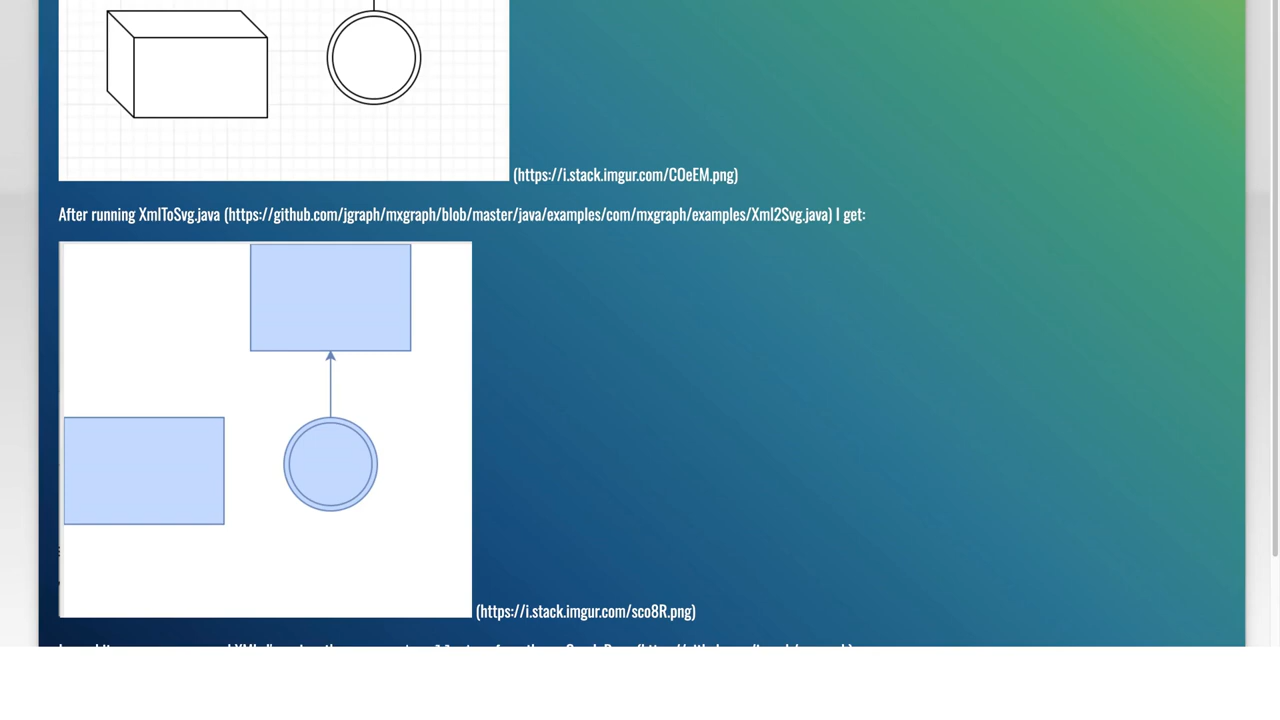 (https://i.stack.imgur.com/COeEM.png)
After running XmlToSvg.java (https://github.com/jgraph/mxgraph/blob/master/java/examples/com/mxgraph/examples/Xml2Svg.java) I get:
(https://i.stack.imgur.com/sco8R.png)